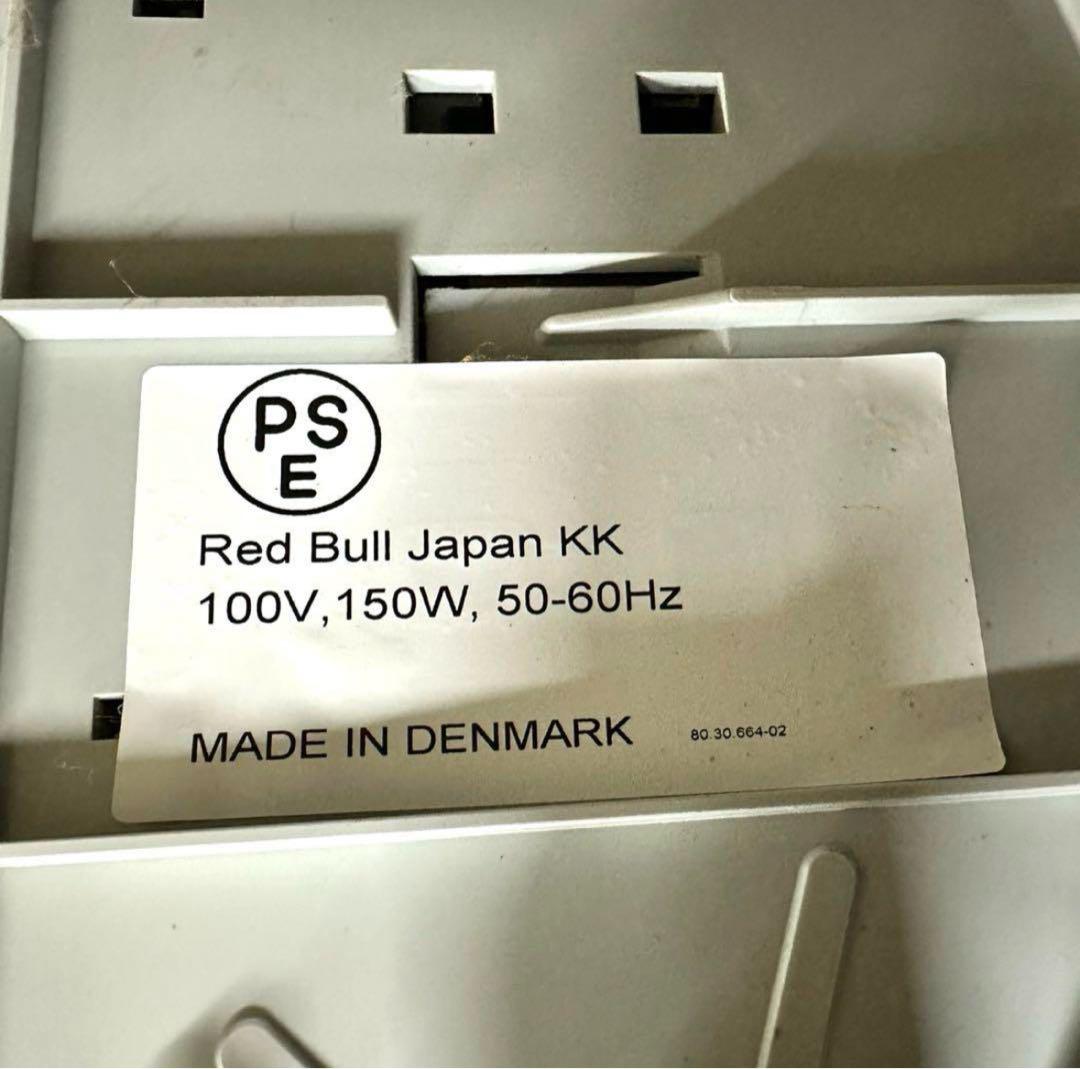 PS
E
Red Bull Japan KK
100V,150W, 50-60Hz
MADE IN DENMARK 80.30.664-02